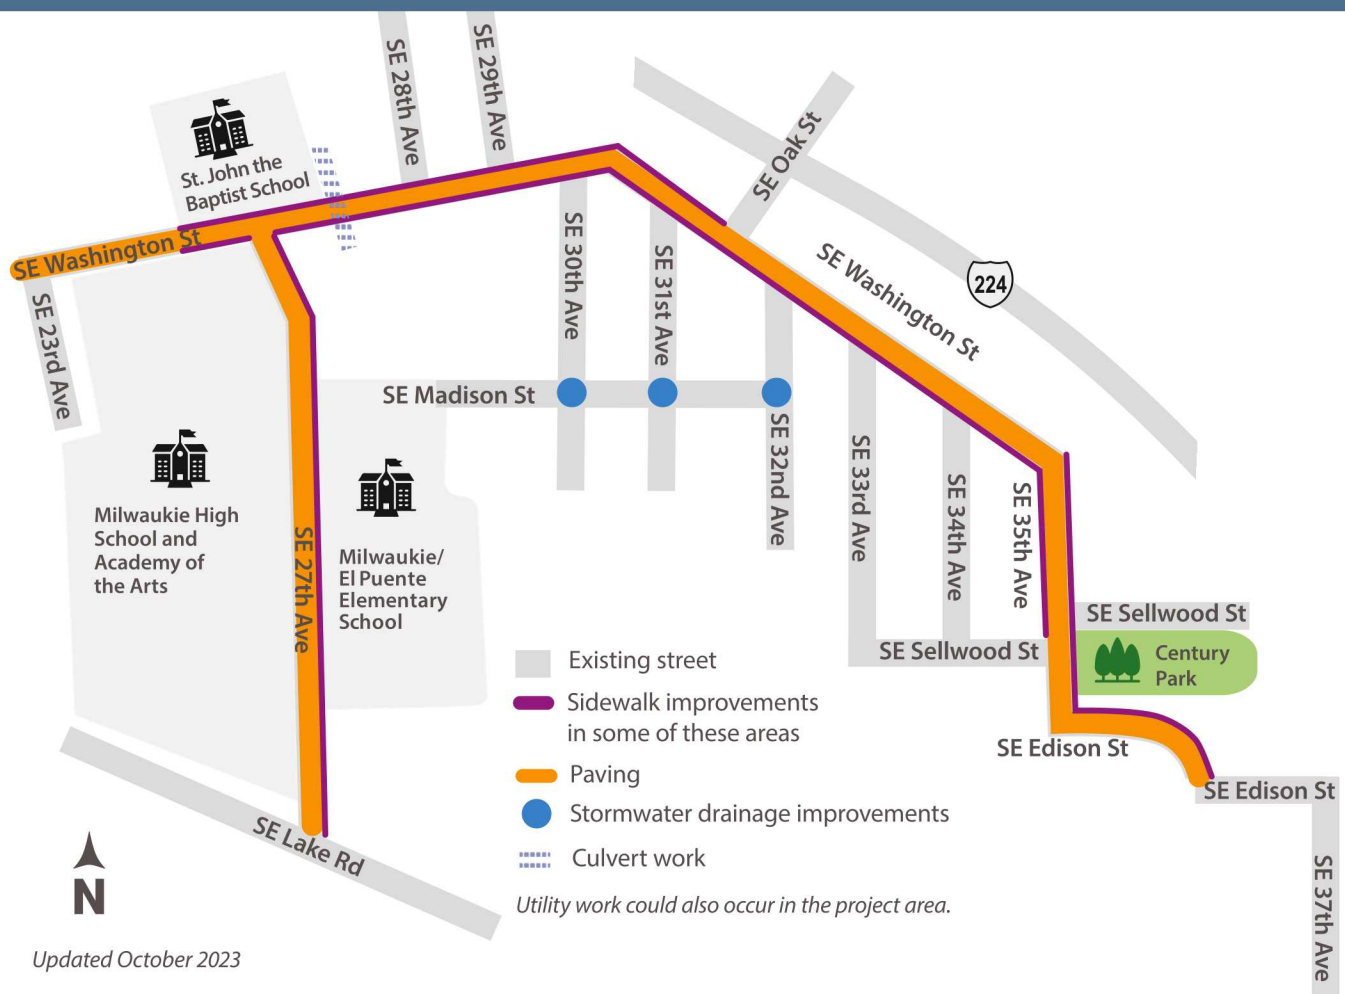 SE 28th Ave
SE 29th Ave
St. John the
Baptist School
SE Oak St
SE Washington St
SE 23rd Ave
SE 30th Ave
SE 31st Ave
SE Washington St
224
SE Madison St
SE 32nd Ave
SE 33rd Ave
SE 34th Ave
SE 35th Ave
Milwaukie High
School and
Academy of
the Arts
SE 27th Ave
Milwaukie/
El Puente
Elementary
School
SE Sellwood St
SE Sellwood St
Century
Park
SE Edison St
SE Edison St
SE 37th Ave
SE Lake Rd
Existing street
Sidewalk improvements
in some of these areas
Paving
Stormwater drainage improvements
Culvert work
Utility work could also occur in the project area.
N
Updated October 2023